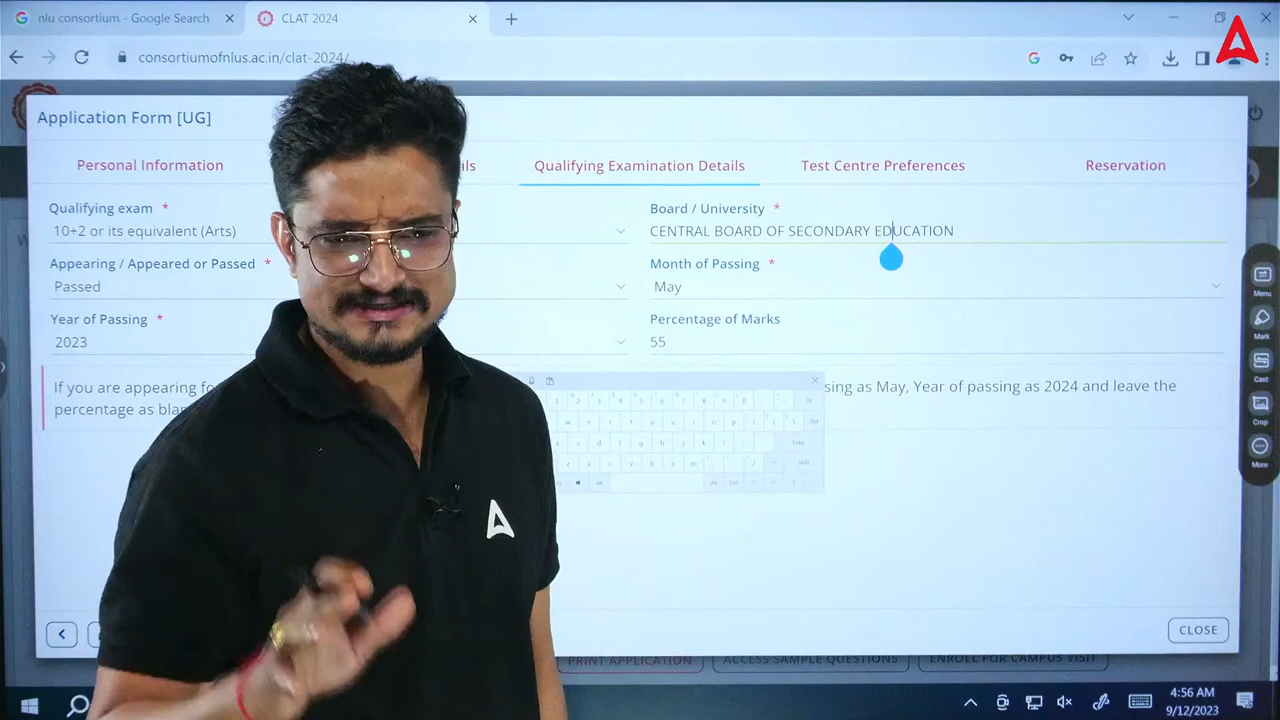 nlu consortium - Google Search
CLAT 2024
consortiumofnlus.ac.in/clat-2024/
Application Form [UG]
Personal Information
Qualifying Examination Details
Test Centre Preferences
Reservation
Qualifying exam *
Board / University *
10+2 or its equivalent (Arts)
CENTRAL BOARD OF SECONDARY EDUCATION
Appearing / Appeared or Passed *
Month of Passing *
Passed
May
Year of Passing *
Percentage of Marks
2023
55
If you are appearing
sing as May, Year of passing as 2024 and leave the
percentage as
Menu
Mark
Cast
Crop
More
CLOSE
PRINT APPLICATION
ACCESS SAMPLE QUESTIONS
ENROLL FOR CAMPUS VISIT
4:56 AM
9/12/2023